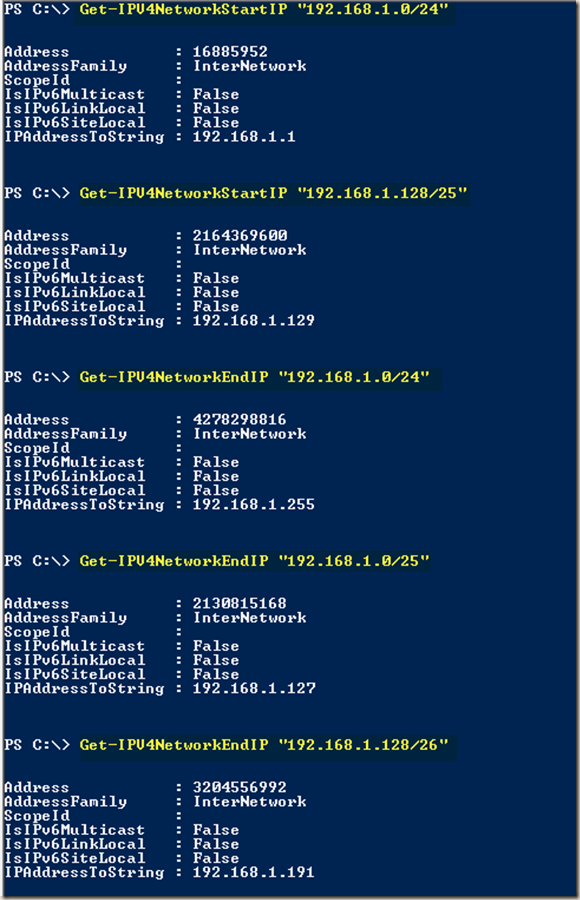 PS C:\> Get-IPV4NetworkStartIP "192.168.1.0/24"
Address            : 16885952
AddressFamily      : InterNetwork
ScopeId            :
IsIPv6Multicast    : False
IsIPv6LinkLocal    : False
IsIPv6SiteLocal    : False
IPAddressToString  : 192.168.1.1
PS C:\> Get-IPV4NetworkStartIP "192.168.1.128/25"
Address            : 2164369600
AddressFamily      : InterNetwork
ScopeId            :
IsIPv6Multicast    : False
IsIPv6LinkLocal    : False
IsIPv6SiteLocal    : False
IPAddressToString  : 192.168.1.129
PS C:\> Get-IPV4NetworkEndIP "192.168.1.0/24"
Address            : 4278298816
AddressFamily      : InterNetwork
ScopeId            :
IsIPv6Multicast    : False
IsIPv6LinkLocal    : False
IsIPv6SiteLocal    : False
IPAddressToString  : 192.168.1.255
PS C:\> Get-IPV4NetworkEndIP "192.168.1.0/25"
Address            : 2130815168
AddressFamily      : InterNetwork
ScopeId            :
IsIPv6Multicast    : False
IsIPv6LinkLocal    : False
IsIPv6SiteLocal    : False
IPAddressToString  : 192.168.1.127
PS C:\> Get-IPV4NetworkEndIP "192.168.1.128/26"
Address            : 3204556992
AddressFamily      : InterNetwork
ScopeId            :
IsIPv6Multicast    : False
IsIPv6LinkLocal    : False
IsIPv6SiteLocal    : False
IPAddressToString  : 192.168.1.191